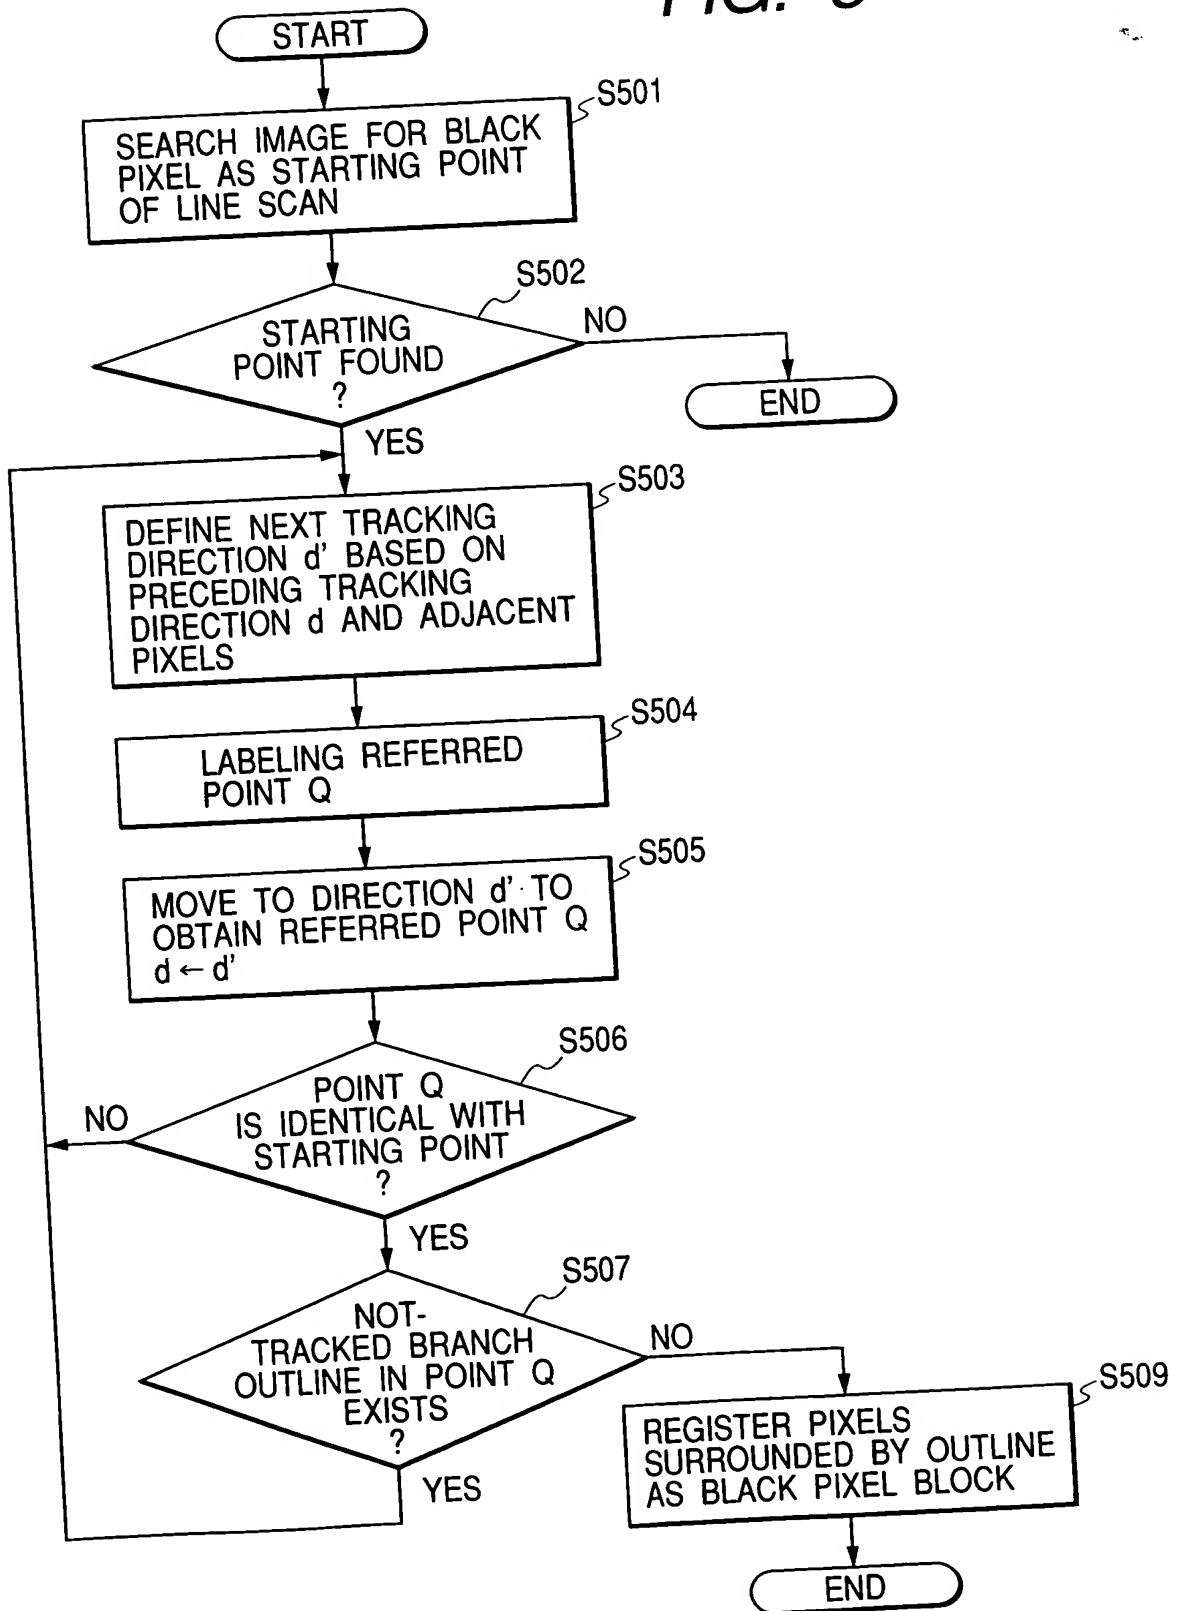 START
S501
SEARCH IMAGE FOR BLACK
PIXEL AS STARTING POINT
OF LINE SCAN
S502
STARTING
POINT FOUND
?
NO
END
YES
S503
DEFINE NEXT TRACKING
DIRECTION d' BASED ON
PRECEDING TRACKING
DIRECTION d AND ADJACENT
PIXELS
S504
LABELING REFERRED
POINT Q
S505
MOVE TO DIRECTION d' TO
OBTAIN REFERRED POINT Q
d ← d'
S506
POINT Q
IS IDENTICAL WITH
STARTING POINT
?
NO
YES
S507
NOT-
TRACKED BRANCH
OUTLINE IN POINT Q
EXISTS
?
NO
YES
S509
REGISTER PIXELS
SURROUNDED BY OUTLINE
AS BLACK PIXEL BLOCK
END